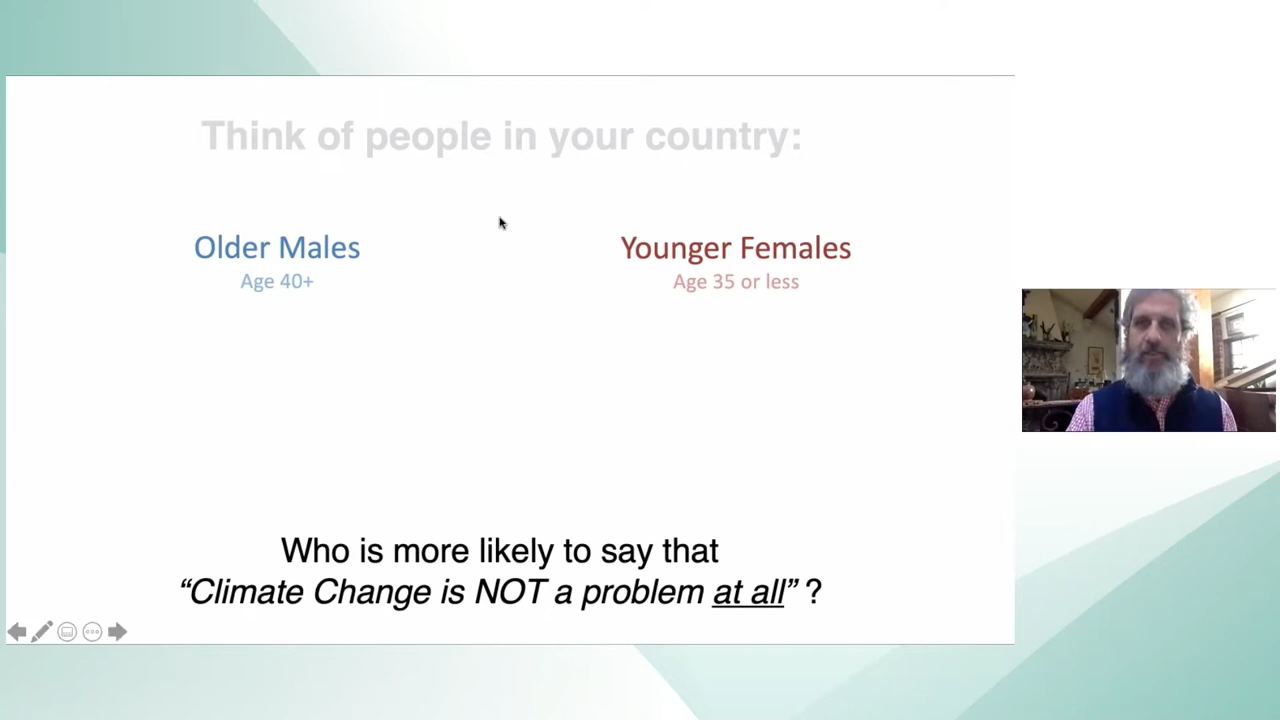 Think of people in your country:
Older Males
Age 40+
Younger Females
Age 35 or less
Who is more likely to say that
“Climate Change is NOT a problem at all” ?